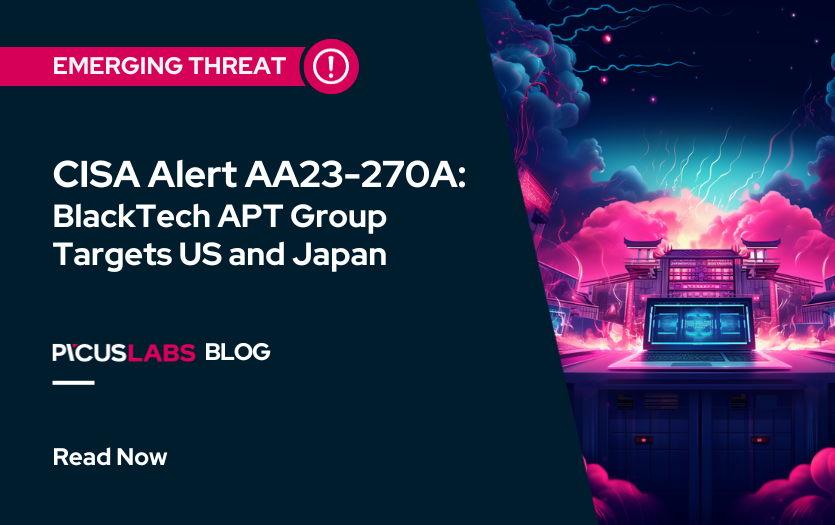 EMERGING THREAT
CISA Alert AA23-270A:
BlackTech APT Group
Targets US and Japan
PICUSLABS BLOG
Read Now